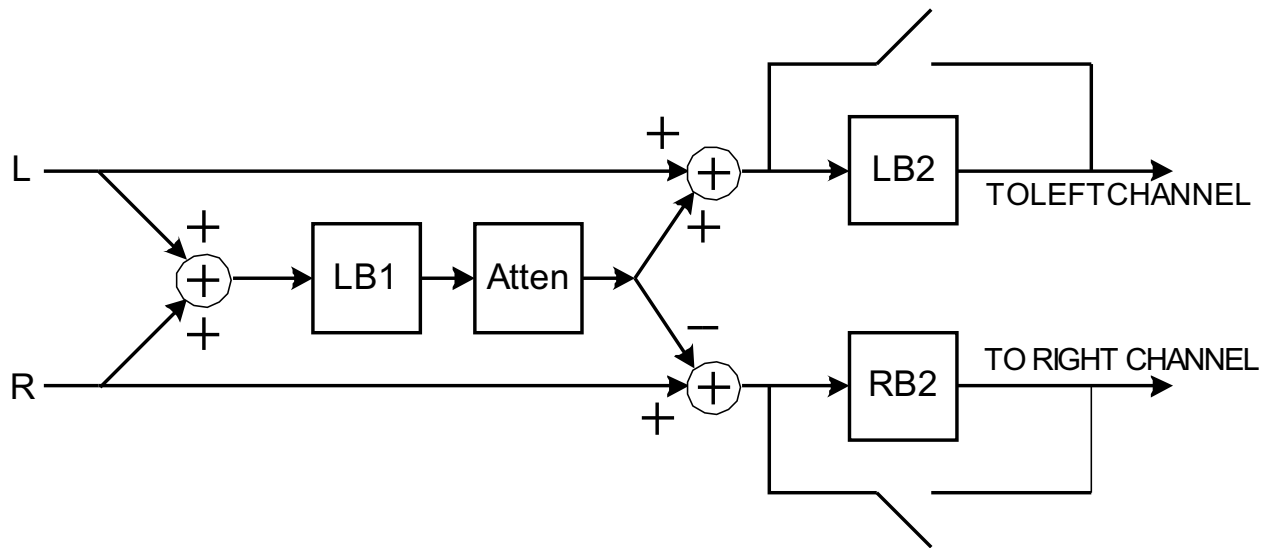 L
+
+
LB2
TOLEFTCHANNEL
+
+
+
LB1
Atten
+
+
−
TO RIGHT CHANNEL
R
+
RB2
+